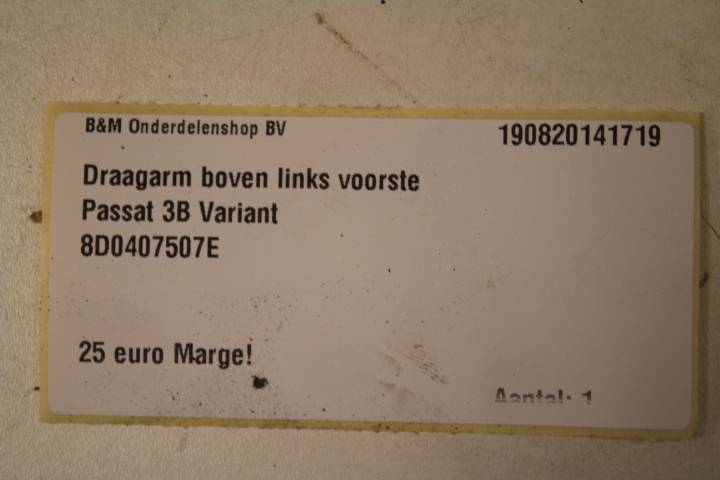 B&M Onderdelenshop BV
190820141719
Draagarm boven links voorste
Passat 3B Variant
8D0407507E
25 euro Marge!
Aantal: 1